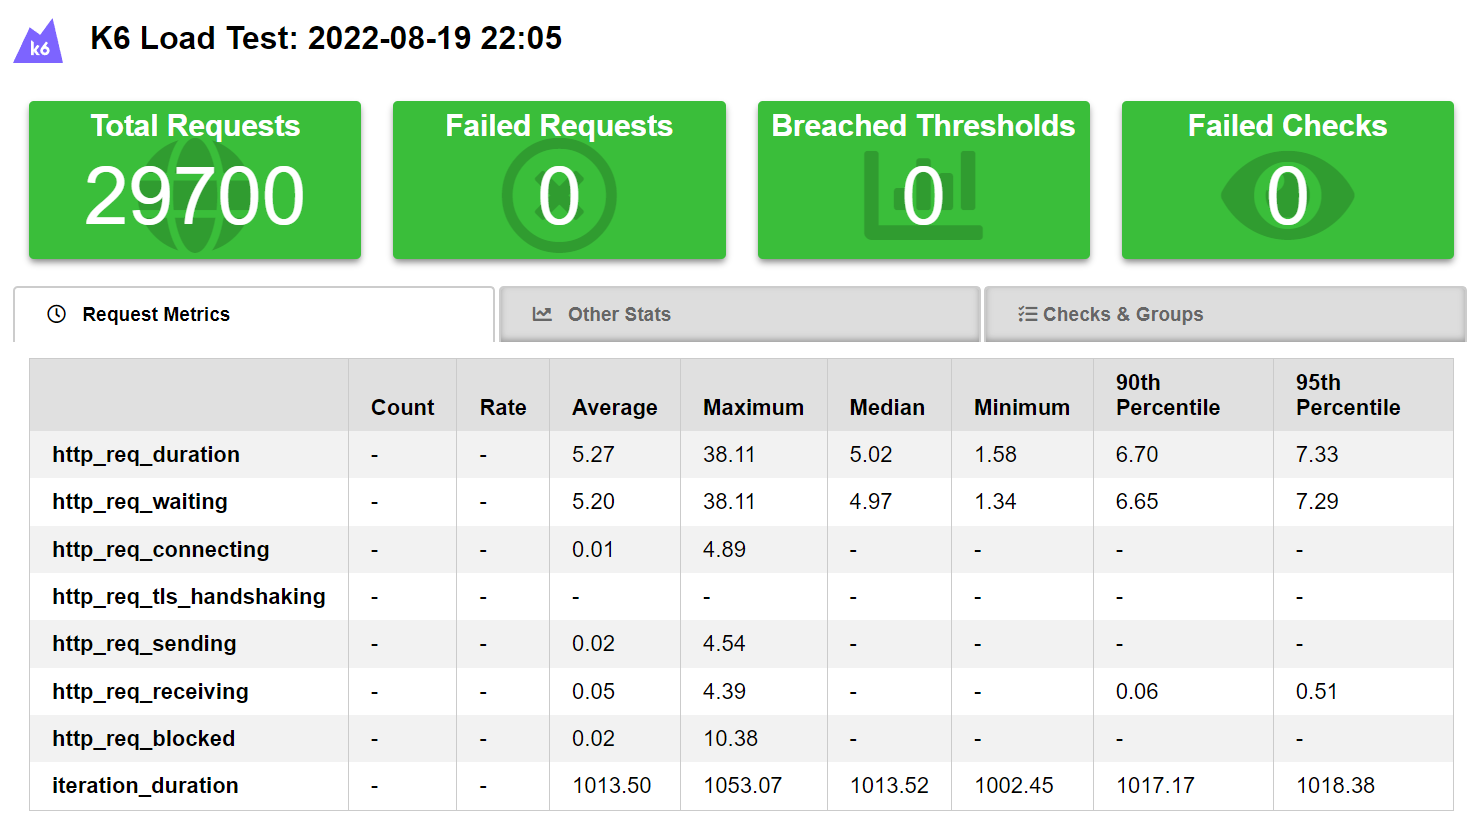 k6
K6 Load Test: 2022-08-19 22:05
Total Requests
29700
Failed Requests
0
Breached Thresholds
0
Failed Checks
0
Request Metrics
Other Stats
Checks & Groups
Count Rate Average Maximum Median Minimum 90th Percentile 95th Percentile
http_req_duration - - 5.27 38.11 5.02 1.58 6.70 7.33
http_req_waiting - - 5.20 38.11 4.97 1.34 6.65 7.29
http_req_connecting - - 0.01 4.89 - - - -
http_req_tls_handshaking - - - - - - - -
http_req_sending - - 0.02 4.54 - - - -
http_req_receiving - - 0.05 4.39 - - 0.06 0.51
http_req_blocked - - 0.02 10.38 - - - -
iteration_duration - - 1013.50 1053.07 1013.52 1002.45 1017.17 1018.38